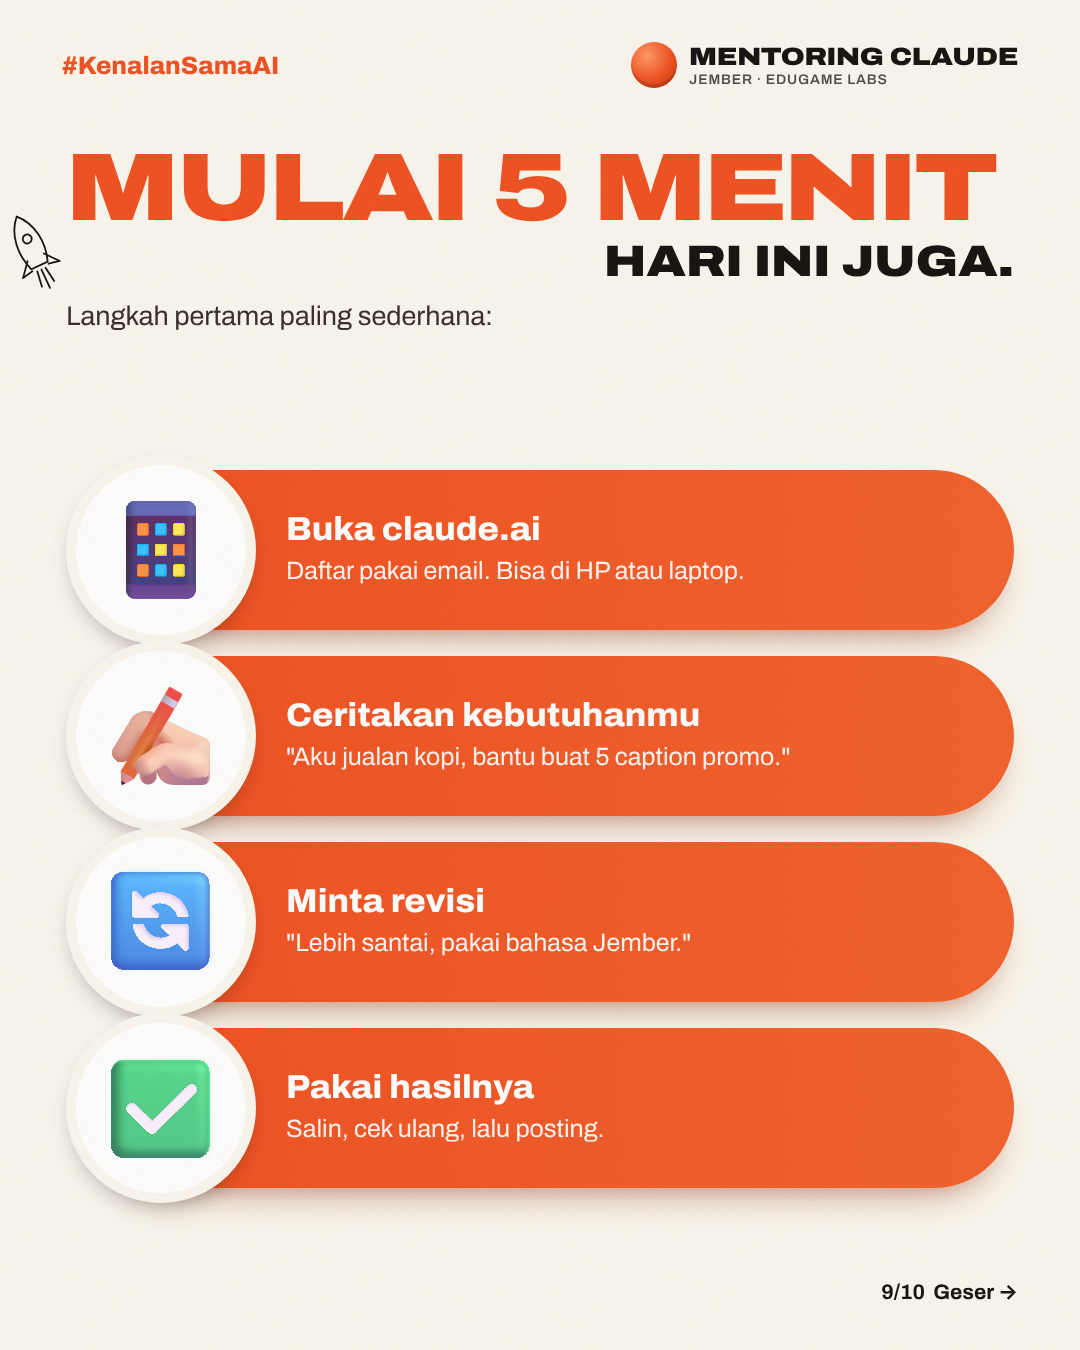 #KenalanSamaAI
MENTORING CLAUDE
JEMBER · EDUGAME LABS
MULAI 5 MENIT
HARI INI JUGA.
Langkah pertama paling sederhana:
Buka claude.ai
Daftar pakai email. Bisa di HP atau laptop.
Ceritakan kebutuhanmu
"Aku jualan kopi, bantu buat 5 caption promo."
Minta revisi
"Lebih santai, pakai bahasa Jember."
Pakai hasilnya
Salin, cek ulang, lalu posting.
9/10 Geser →